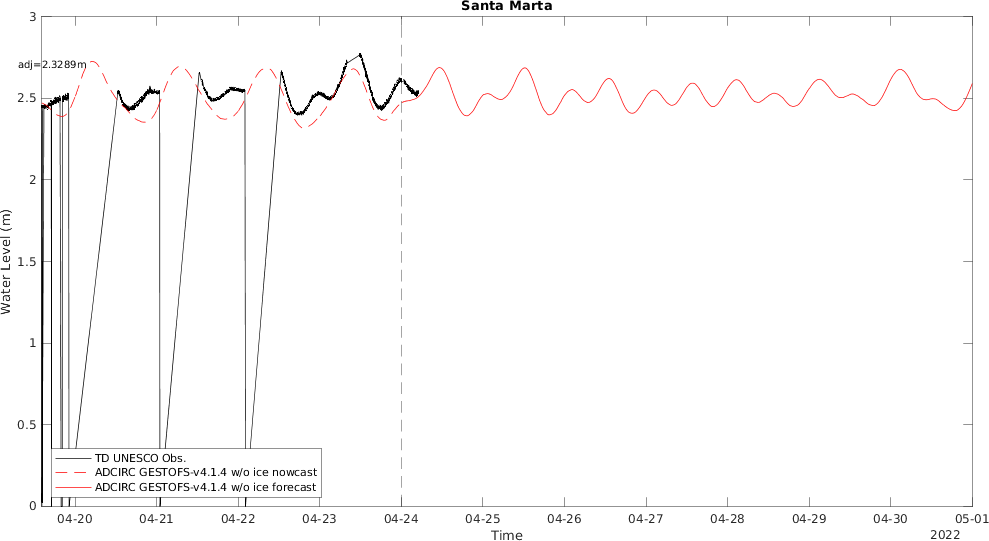 Santa Marta
adj=2.3289m
3
2.5
2
1.5
1
0.5
0
Water Level (m)
TD UNESCO Obs.
ADCIRC GESTOFS-v4.1.4 w/o ice nowcast
ADCIRC GESTOFS-v4.1.4 w/o ice forecast
04-20 04-21 04-22 04-23 04-24 04-25 04-26 04-27 04-28 04-29 04-30 05-01
Time
2022